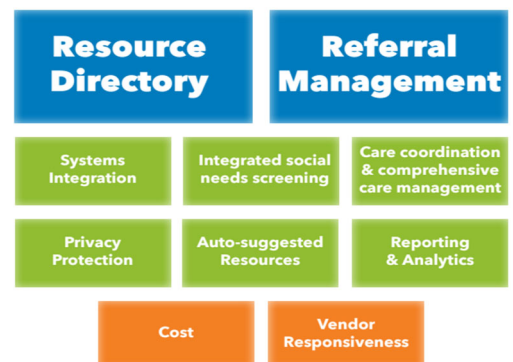 Resource
Directory
Referral
Management
Systems
Integration
Integrated social
needs screening
Care coordination
& comprehensive
care management
Privacy
Protection
Auto-suggested
Resources
Reporting
& Analytics
Cost
Vendor
Responsiveness